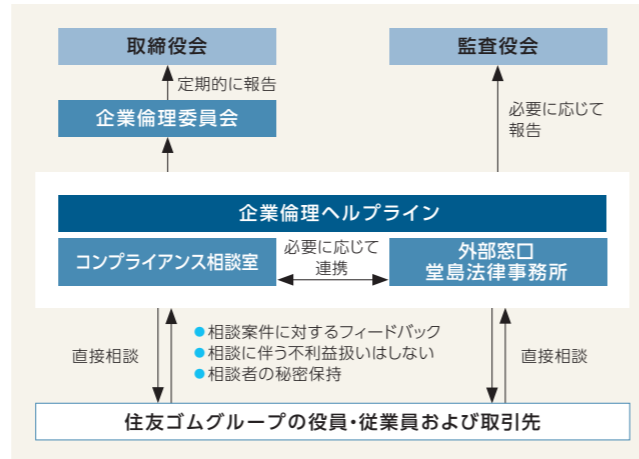 取締役会
監査役会
定期的に報告
企業倫理委員会
必要に応じて
報告
企業倫理ヘルプライン
コンプライアンス相談室
必要に応じて
連携
外部窓口
堂島法律事務所
直接相談
●相談案件に対するフィードバック
●相談に伴う不利益扱いはしない
●相談者の秘密保持
直接相談
住友ゴムグループの役員・従業員および取引先